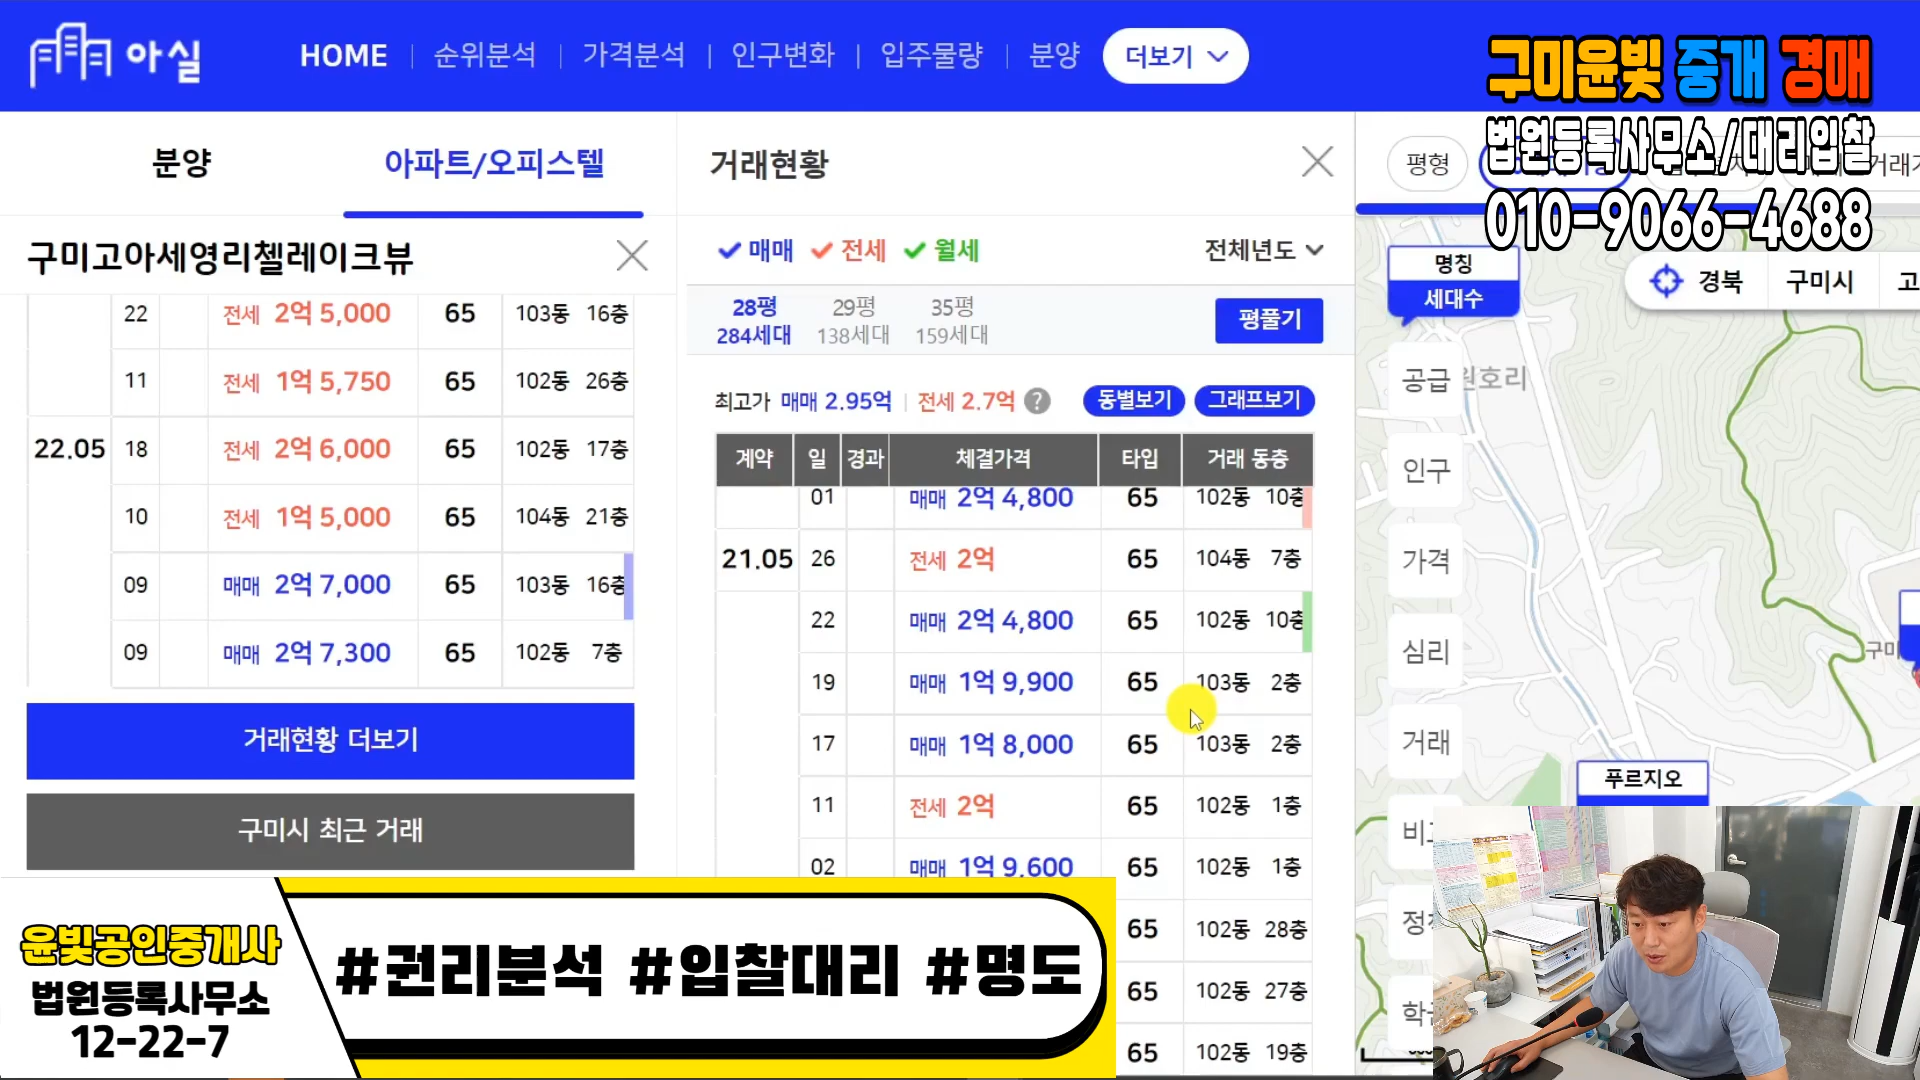 아실
HOME 순위분석 가격분석 인구변화 입주물량 분양 더보기
구미윤빛 중개 경매
법원등록사무소/대리입찰
010-9066-4688
분양 아파트/오피스텔
구미고아세영리첼레이크뷰
22 전세 2억 5,000 65 103동 16층
11 전세 1억 5,750 65 102동 26층
22.05 18 전세 2억 6,000 65 102동 17층
10 전세 1억 5,000 65 104동 21층
09 매매 2억 7,000 65 103동 16층
09 매매 2억 7,300 65 102동 7층
거래현황 더보기
구미시 최근 거래
거래현황
매매 전세 월세 전체년도
28평 29평 35평
284세대 138세대 159세대
평풀기
최고가 매매 2.95억 전세 2.7억 ? 동별보기 그래프보기
계약 일 경과 체결가격 타입 거래 동층
01 매매 2억 4,800 65 102동 10층
21.05 26 전세 2억 65 104동 7층
22 매매 2억 4,800 65 102동 10층
19 매매 1억 9,900 65 103동 2층
17 매매 1억 8,000 65 103동 2층
11 전세 2억 65 102동 1층
02 매매 1억 9,600 65 102동 1층
65 102동 28층
65 102동 27층
65 102동 19층
평형
명칭
세대수
경북 구미시
공급
원호리
인구
가격
심리
구미
거래
푸르지오
윤빛공인중개사
법원등록사무소
12-22-7
#권리분석 #입찰대리 #명도